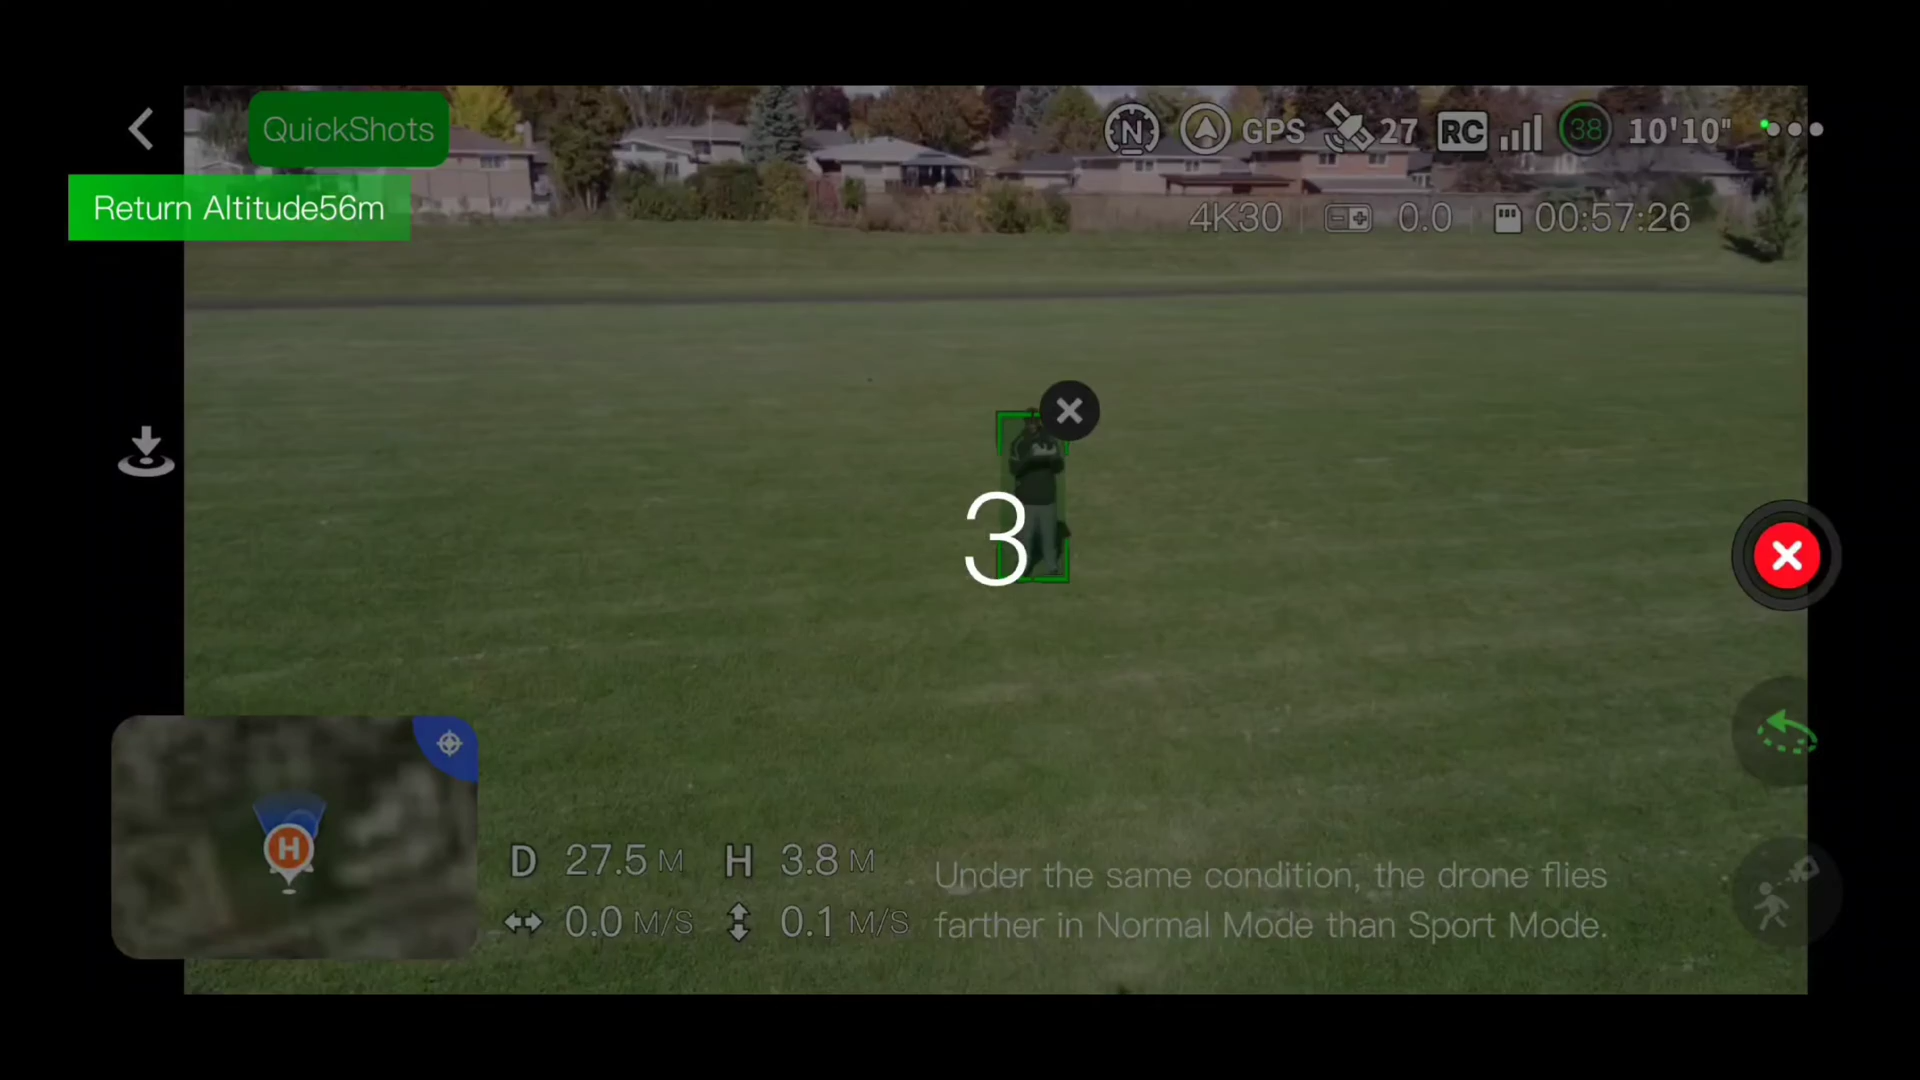 QuickShots
N
GPS
27
RC
38
10'10"
Return Altitude56m
4K30
0.0
00:57:26
3
H
D 27.5 M
H 3.8 M
0.0 M/S
0.1 M/S
Under the same condition, the drone flies
farther in Normal Mode than Sport Mode.